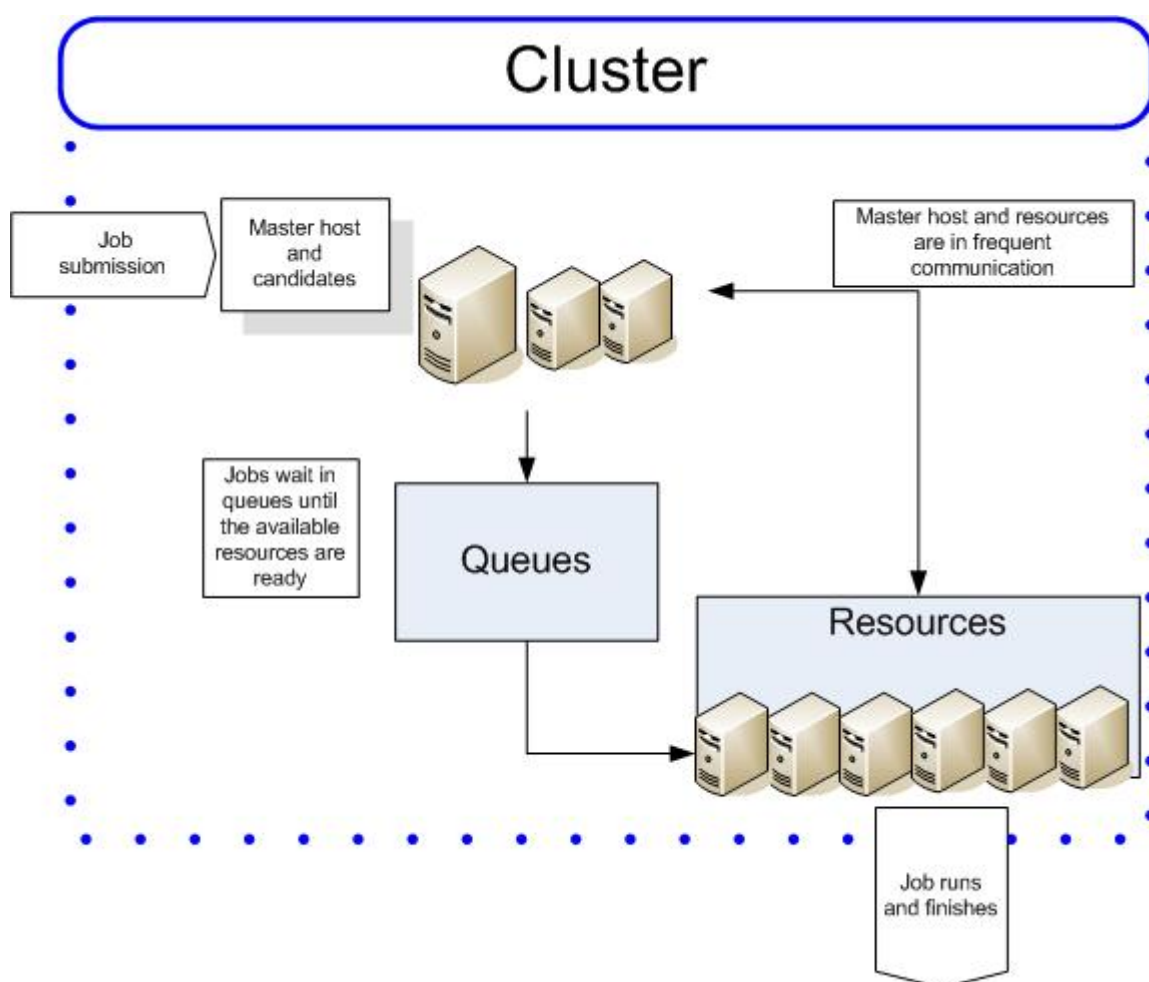 Cluster
Job
submission
Master host
and
candidates
Master host and resources
are in frequent
communication
Jobs wait in
queues until
the available
resources are
ready
Queues
Resources
Job runs
and finishes